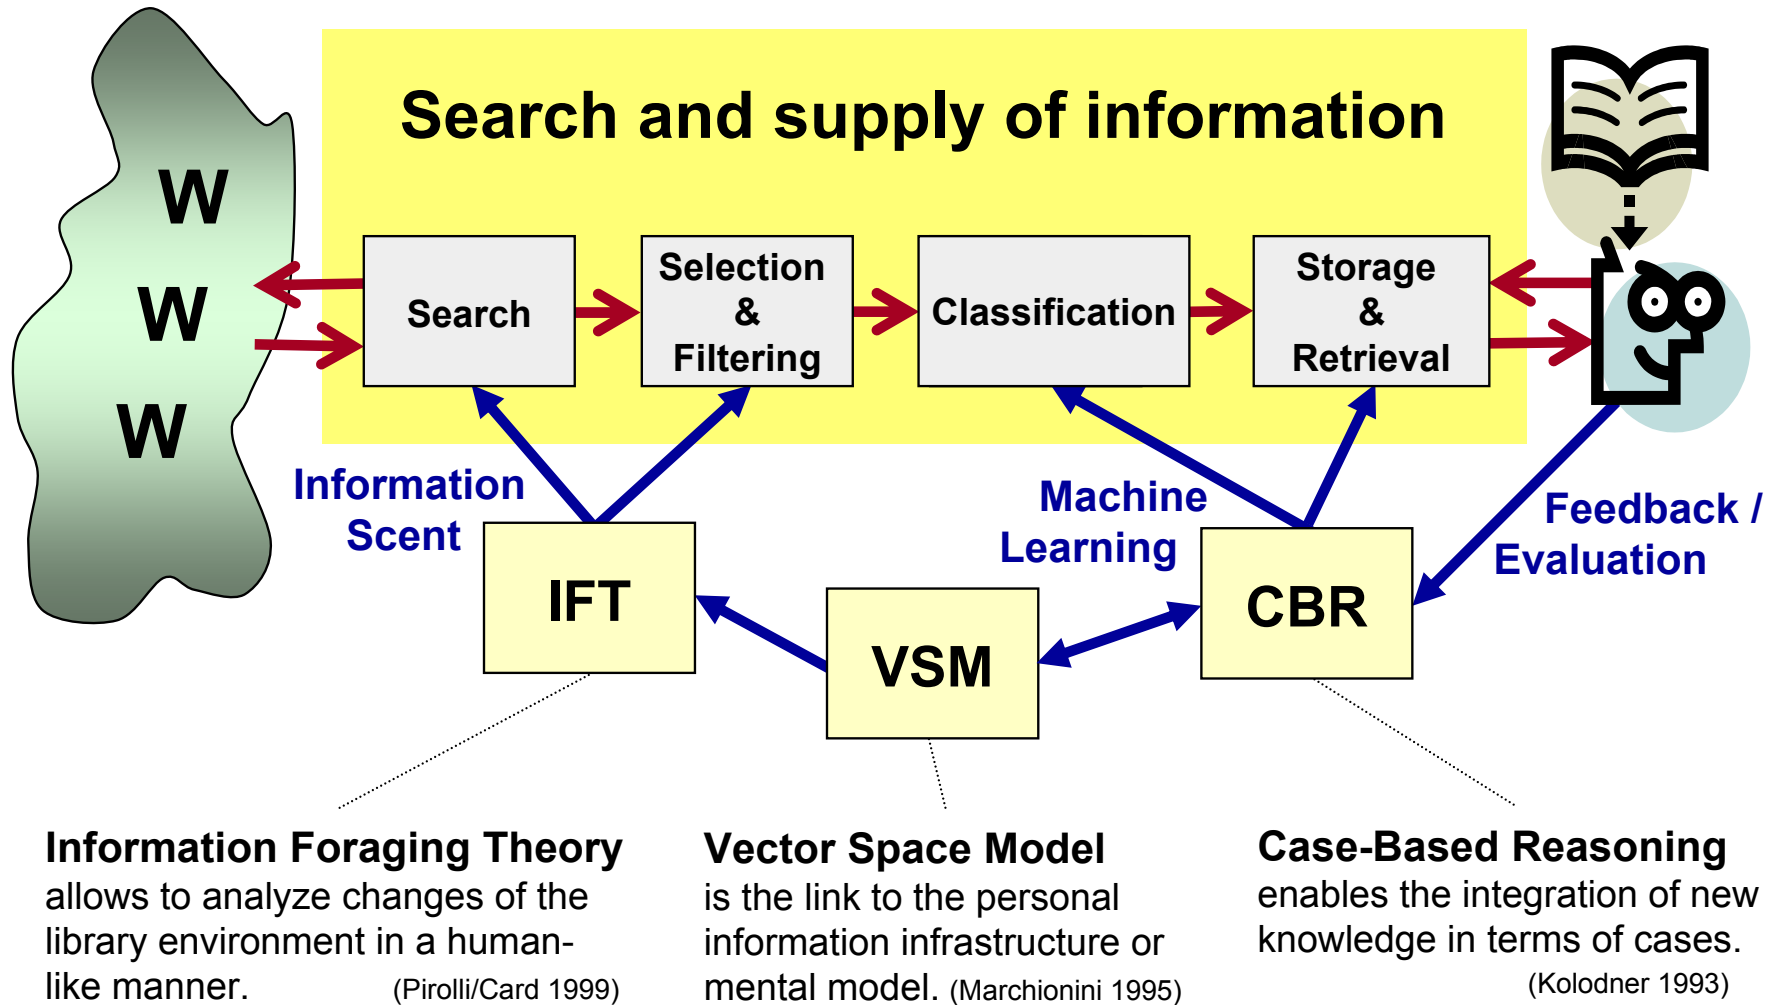 Search and supply of information
W
W
W
Search
Selection
&
Filtering
Classification
Storage
&
Retrieval
Information
Scent
Machine
Learning
Feedback /
Evaluation
IFT
VSM
CBR
Information Foraging Theory
allows to analyze changes of the
library environment in a human-
like manner. (Pirolli/Card 1999)
Vector Space Model
is the link to the personal
information infrastructure or
mental model. (Marchionini 1995)
Case-Based Reasoning
enables the integration of new
knowledge in terms of cases.
(Kolodner 1993)